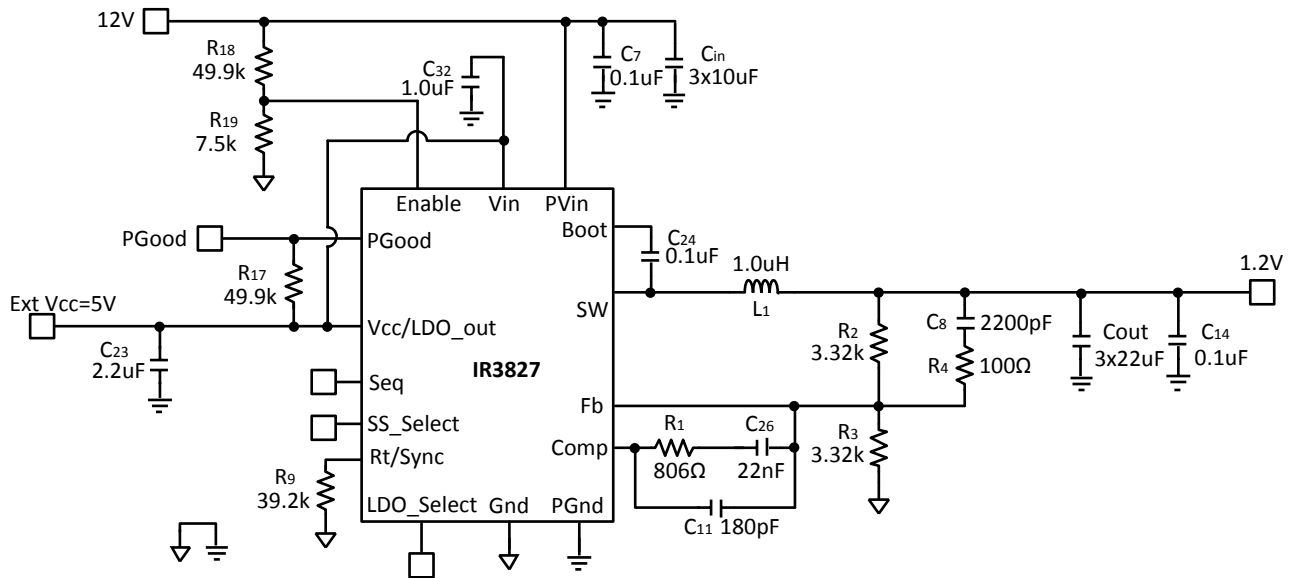 12V
R18
49.9k
R19
7.5k
C32
1.0uF
C7
0.1uF
Cin
3x10uF
Enable
Vin
PVin
Boot
PGood
PGood
R17
49.9k
C24
0.1uF
1.0uH
L1
1.2V
SW
Ext Vcc=5V
Vcc/LDO_out
C23
2.2uF
IR3827
R2
3.32k
C8
2200pF
R4
100Ω
Cout
3x22uF
C14
0.1uF
Seq
SS_Select
Rt/Sync
Fb
Comp
R1
806Ω
C26
22nF
R3
3.32k
R9
39.2k
LDO_Select
Gnd
PGnd
C11
180pF